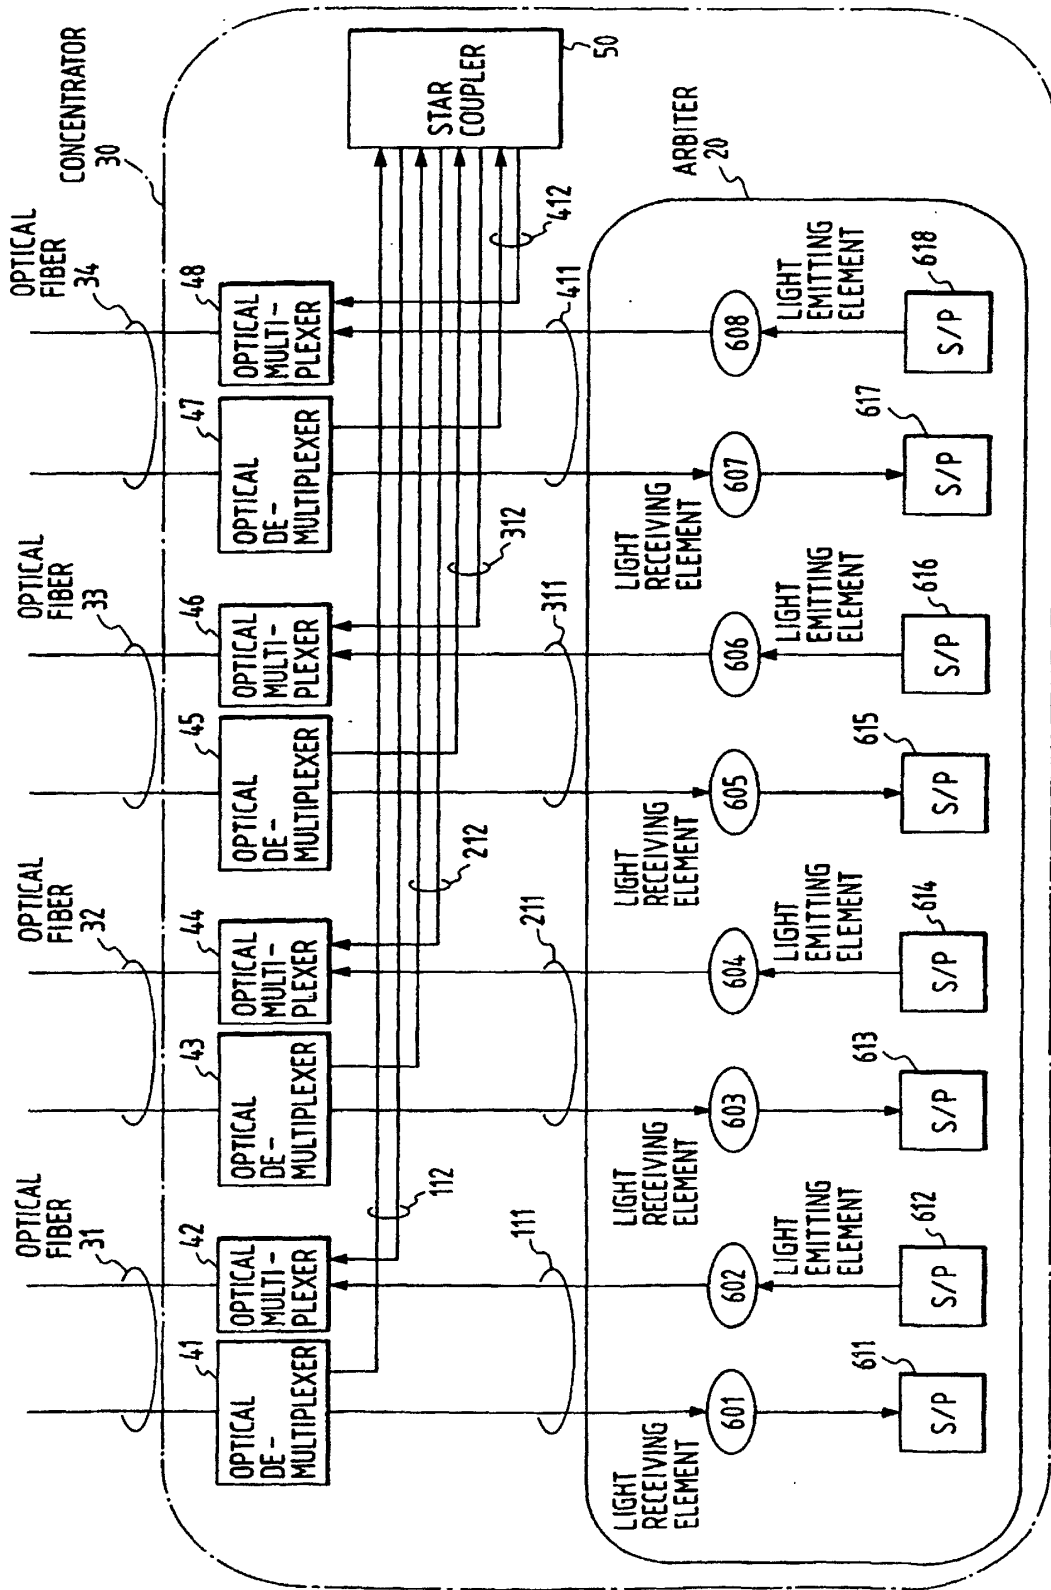 CONCENTRATOR
30
OPTICAL
FIBER
31
OPTICAL
FIBER
32
OPTICAL
FIBER
33
OPTICAL
FIBER
34
41
OPTICAL
DE-
MULTIPLEXER
42
OPTICAL
MULTI-
PLEXER
43
OPTICAL
DE-
MULTIPLEXER
44
OPTICAL
MULTI-
PLEXER
45
OPTICAL
DE-
MULTIPLEXER
46
OPTICAL
MULTI-
PLEXER
47
OPTICAL
DE-
MULTIPLEXER
48
OPTICAL
MULTI-
PLEXER
STAR
COUPLER
50
112
212
312
412
111
211
311
411
ARBITER
20
LIGHT
RECEIVING
ELEMENT
601
602
LIGHT
EMITTING
ELEMENT
LIGHT
RECEIVING
ELEMENT
603
604
LIGHT
EMITTING
ELEMENT
LIGHT
RECEIVING
ELEMENT
605
606
LIGHT
EMITTING
ELEMENT
LIGHT
RECEIVING
ELEMENT
607
608
LIGHT
EMITTING
ELEMENT
611
S/P
612
S/P
613
S/P
614
S/P
615
S/P
616
S/P
617
S/P
618
S/P